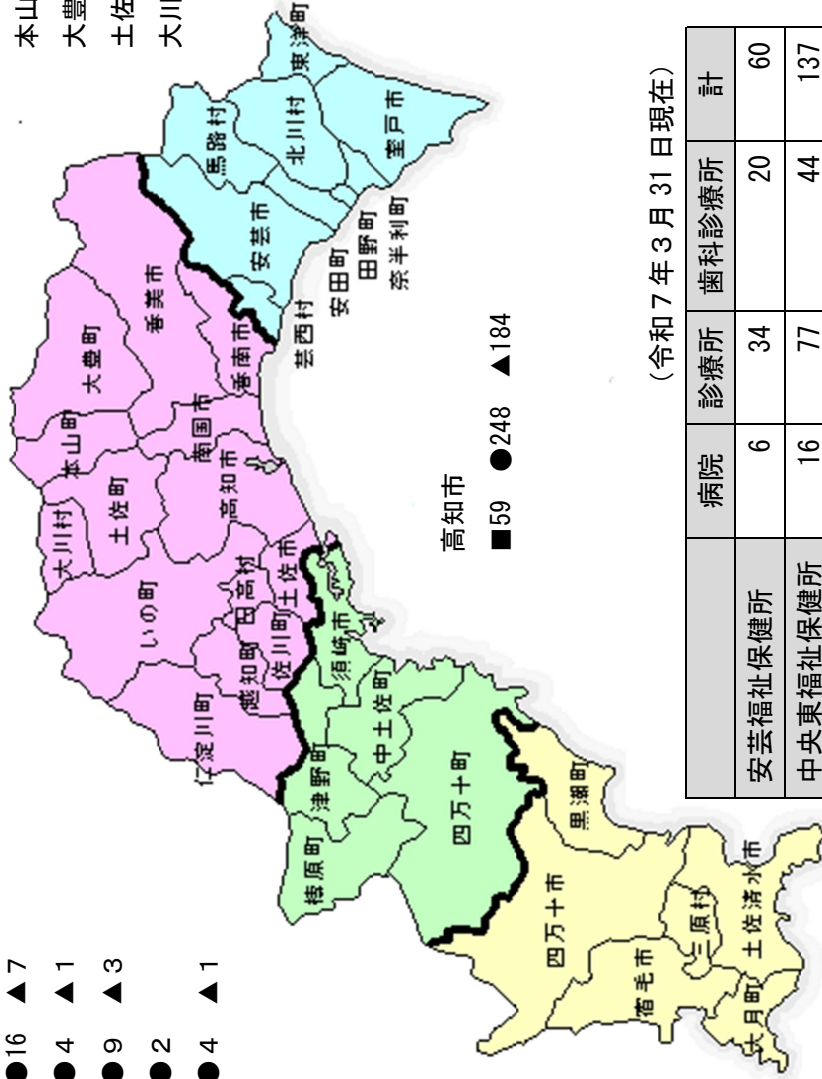 ●16 ▲7
●4 ▲1
●9 ▲3
●2
●4 ▲1
本山
大豊
土佐
大川
仁淀川町
いの町
大川村
本山町
大豊町
土佐町
香美市
越知町
日高村
佐川町
土佐市
高知市
南国市
香南市
馬路村
東洋町
北川村
安芸市
室戸市
芸西村
安田町
田野町
奈半利町
梼原町
津野町
須崎市
中土佐町
四万十町
四万十市
黒潮町
宿毛市
三原村
大月町
土佐清水市
高知市
■59 ●248 ▲184
(令和7年3月31日現在)
病院 診療所 歯科診療所 計
安芸福祉保健所 6 34 20 60
中央東福祉保健所 16 77 44 137